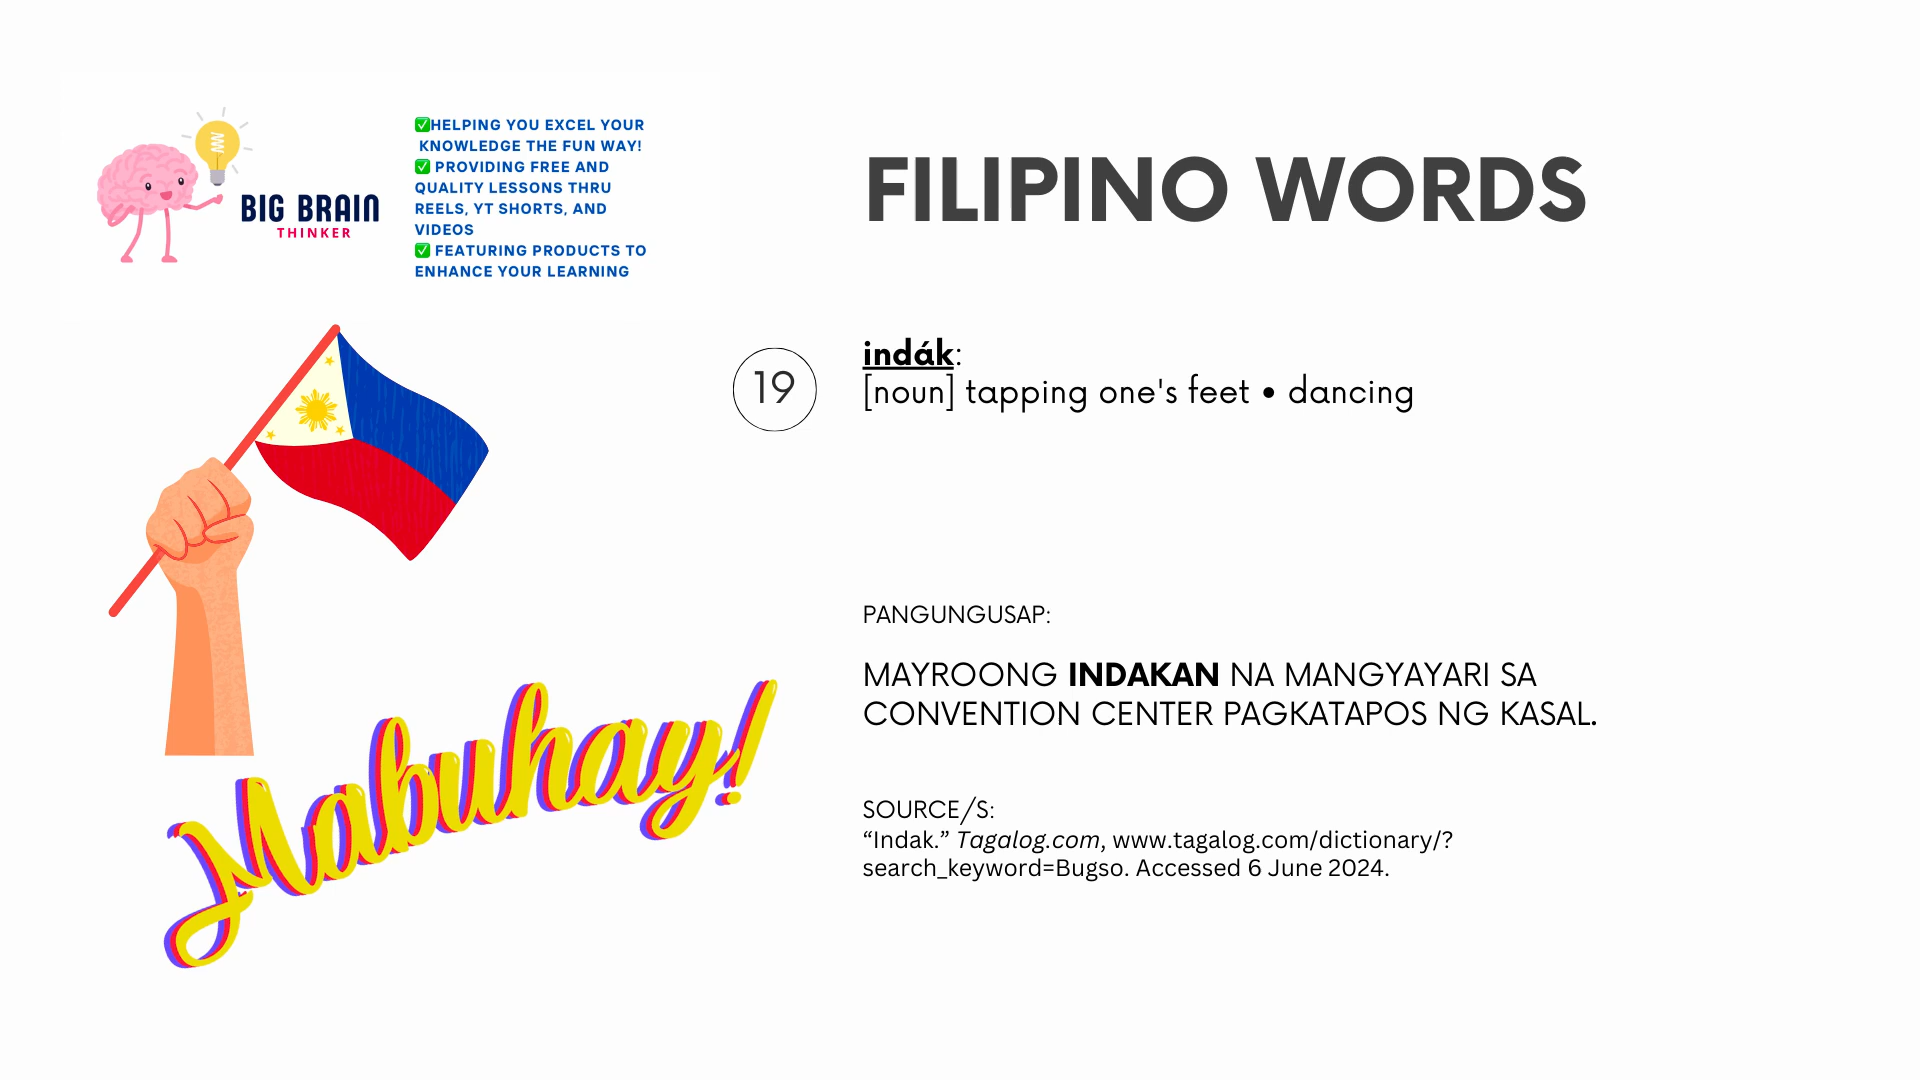 BIG BRAIN
THINKER
✅HELPING YOU EXCEL YOUR
KNOWLEDGE THE FUN WAY!
✅ PROVIDING FREE AND
QUALITY LESSONS THRU
REELS, YT SHORTS, AND
VIDEOS
✅ FEATURING PRODUCTS TO
ENHANCE YOUR LEARNING
FILIPINO WORDS
19
indák:
[noun] tapping one's feet • dancing
PANGUNGUSAP:
MAYROONG INDAKAN NA MANGYAYARI SA
CONVENTION CENTER PAGKATAPOS NG KASAL.
Mabuhay!
SOURCE/S:
“Indak.” Tagalog.com, www.tagalog.com/dictionary/?
search_keyword=Bugso. Accessed 6 June 2024.